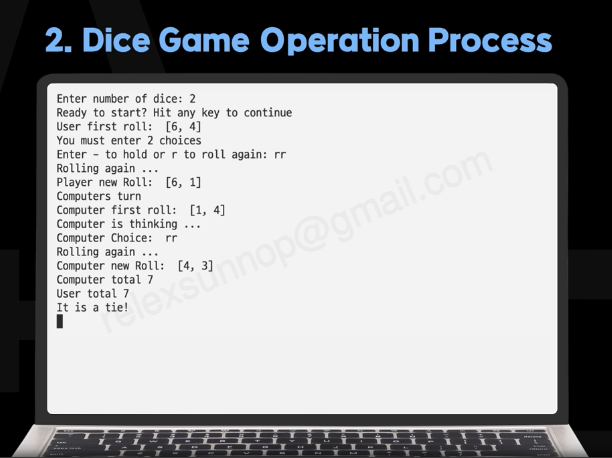 2. Dice Game Operation Process
Enter number of dice: 2
Ready to start? Hit any key to continue
User first roll:  [6, 4]
You must enter 2 choices
Enter – to hold or r to roll again: rr
Rolling again ...
Player new Roll:  [6, 1]
Computers turn
Computer first roll:  [1, 4]
Computer is thinking ...
Computer Choice:  rr
Rolling again ...
Computer new Roll:  [4, 3]
Computer total 7
User total 7
It is a tie!
relexsunnop@gmail.com